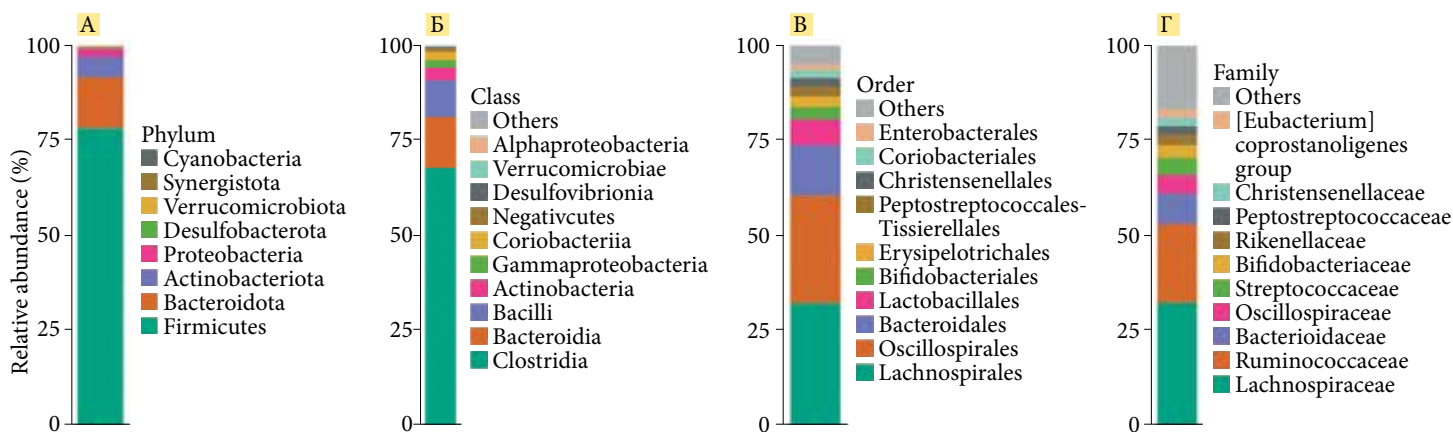 А
100
75
50
25
0
Relative abundance (%)
Phylum
Cyanobacteria
Synergistota
Verrucomicrobiota
Desulfobacterota
Proteobacteria
Actinobacteriota
Bacteroidota
Firmicutes
Б
100
75
50
25
0
Class
Others
Alphaproteobacteria
Verrucomicrobiae
Desulfovibrionia
Negativcutes
Coriobacteriia
Gammaproteobacteria
Actinobacteria
Bacilli
Bacteroidia
Clostridia
В
100
75
50
25
0
Order
Others
Enterobacterales
Coriobacteriales
Christensenellales
Peptostreptococcales-
Tissierellales
Erysipelotrichales
Bifidobacteriales
Lactobacillales
Bacteroidales
Oscillospirales
Lachnospirales
Г
100
75
50
25
0
Family
Others
[Eubacterium]
coprostanoligenes
group
Christensenellaceae
Peptostreptococcaceae
Rikenellaceae
Bifidobacteriaceae
Streptococcaceae
Oscillospiraceae
Bacterioidaceae
Ruminococcaceae
Lachnospiraceae